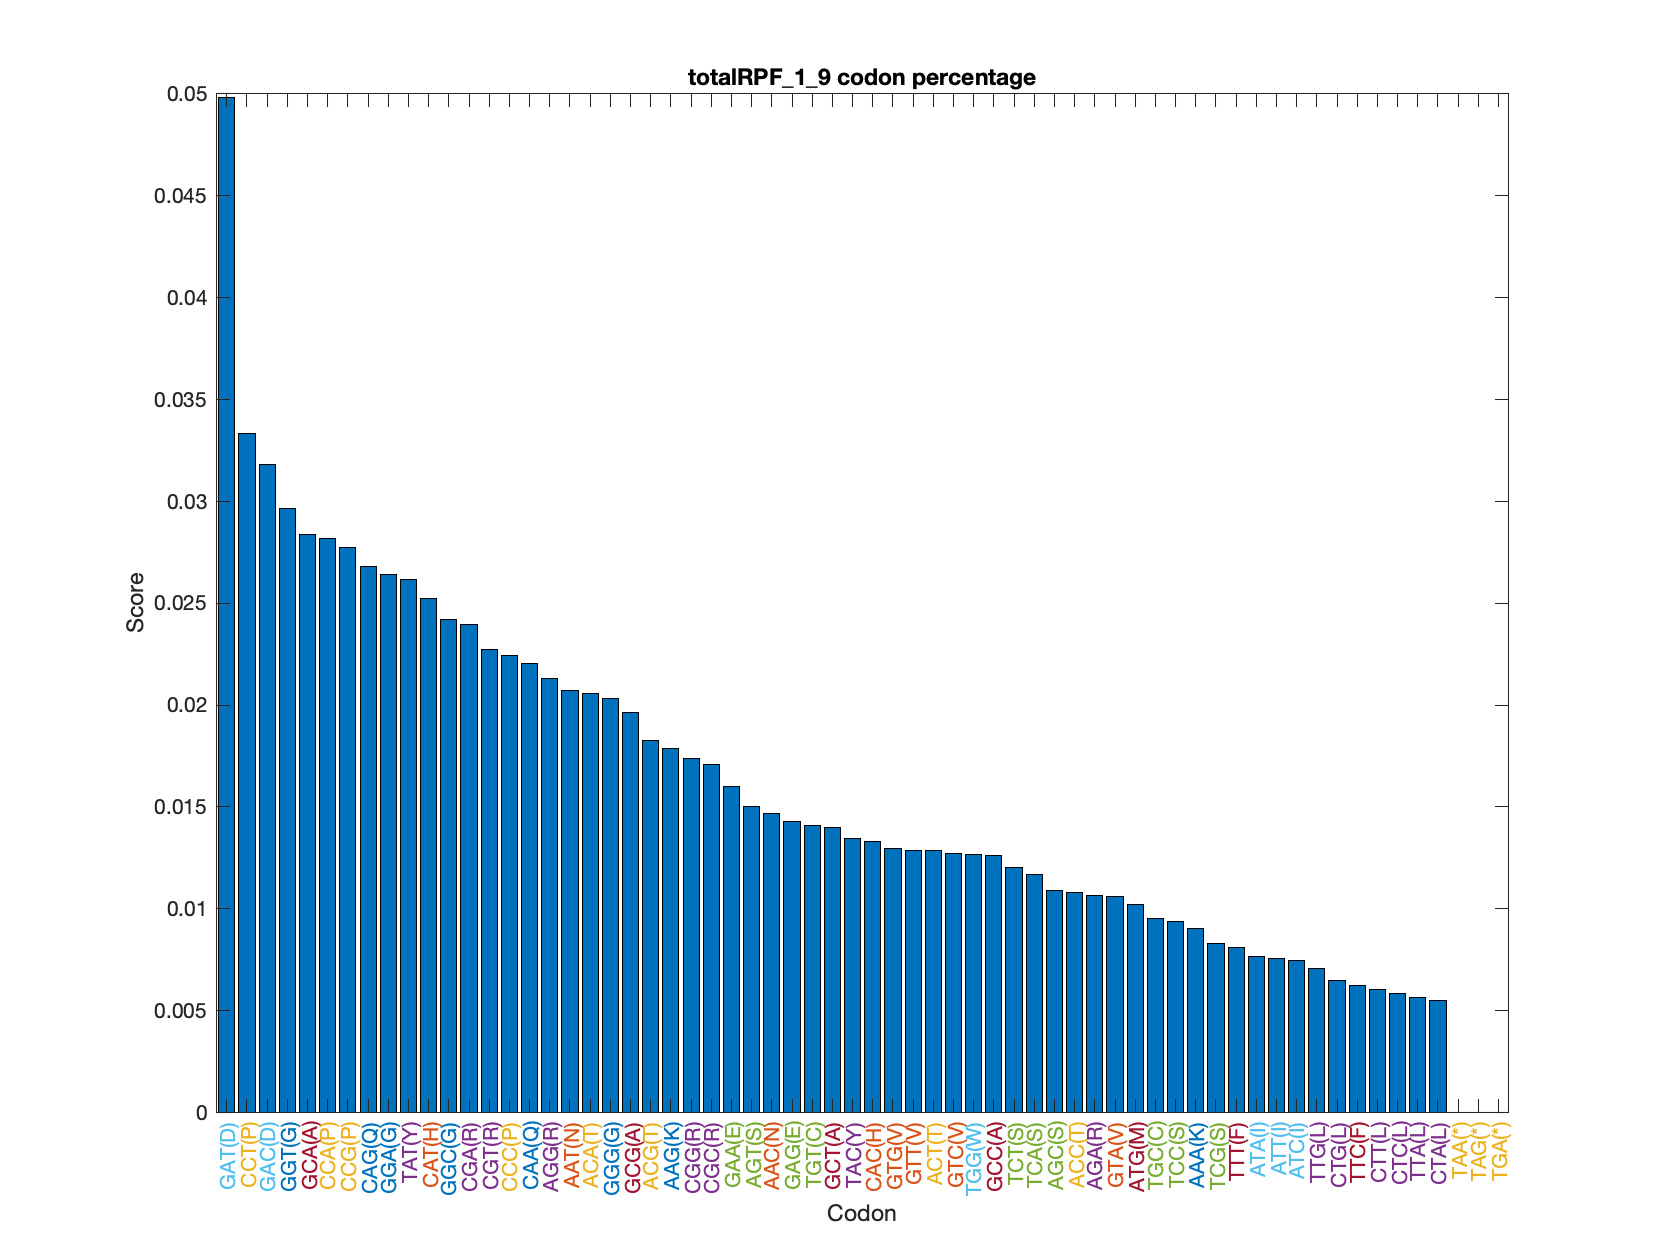 totalRPF_1_9 codon percentage
0.05
0.045
0.04
0.035
0.03
0.025
0.02
0.015
0.01
0.005
0
Score
GAT(D)
CCT(P)
GAC(D)
GGT(G)
GCA(A)
CCA(P)
CCG(P)
CAG(Q)
GGA(G)
TAT(Y)
CAT(H)
GGC(G)
CGA(R)
CGT(R)
CCC(P)
CAA(Q)
AGG(R)
AAT(N)
ACA(T)
GGG(G)
GCG(A)
ACG(T)
AAG(K)
CGG(R)
CGC(R)
GAA(E)
AGT(S)
AAC(N)
GAG(E)
TGT(C)
GCT(A)
TAC(Y)
CAC(H)
GTG(V)
GTT(V)
ACT(T)
GTC(V)
TGG(W)
GCC(A)
TCT(S)
TCA(S)
AGC(S)
ACC(T)
AGA(R)
GTA(V)
ATG(M)
TGC(C)
TCC(S)
AAA(K)
TCG(S)
TTT(F)
ATA(I)
ATT(I)
ATC(I)
TTG(L)
CTG(L)
TTC(F)
CTT(L)
CTC(L)
TTA(L)
CTA(L)
TAA(*)
TAG(*)
TGA(*)
Codon